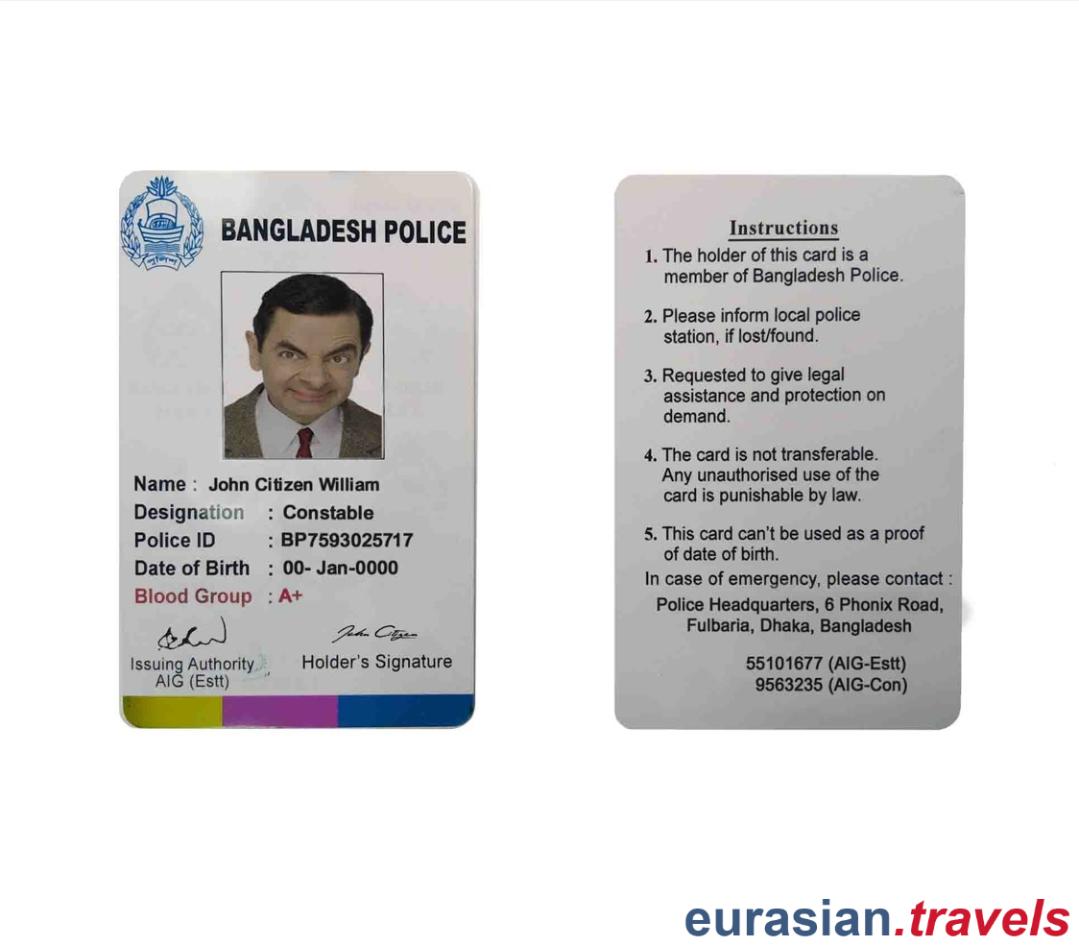 BANGLADESH POLICE
পুলিশ
Name : John Citizen William
Designation : Constable
Police ID : BP7593025717
Date of Birth : 00- Jan-0000
Blood Group : A+
John Citizen
Issuing Authority Holder's Signature
AIG (Estt)
Instructions
1. The holder of this card is a
member of Bangladesh Police.
2. Please inform local police
station, if lost/found.
3. Requested to give legal
assistance and protection on
demand.
4. The card is not transferable.
Any unauthorised use of the
card is punishable by law.
5. This card can't be used as a proof
of date of birth.
In case of emergency, please contact :
Police Headquarters, 6 Phonix Road,
Fulbaria, Dhaka, Bangladesh
55101677 (AIG-Estt)
9563235 (AIG-Con)
eurasian.travels